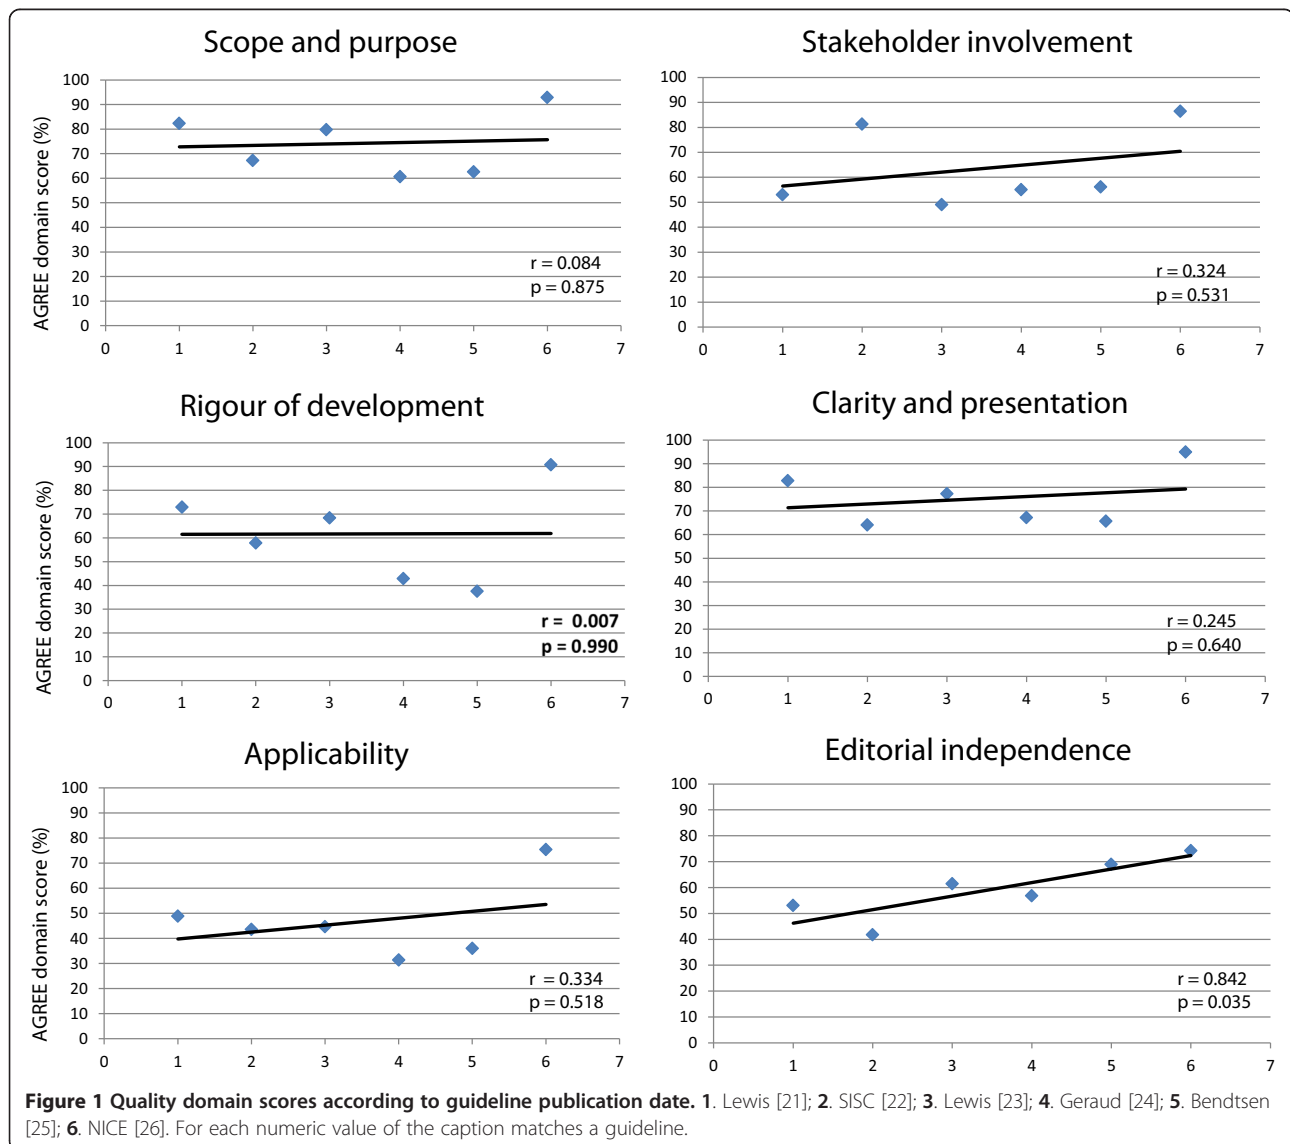 Scope and purpose
AGREE domain score (%)
100
90
80
70
60
50
40
30
20
10
0
0 1 2 3 4 5 6 7
r = 0.084
p = 0.875
Stakeholder involvement
100
90
80
70
60
50
40
30
20
10
0
0 1 2 3 4 5 6 7
r = 0.324
p = 0.531
Rigour of development
AGREE domain score (%)
100
90
80
70
60
50
40
30
20
10
0
0 1 2 3 4 5 6 7
r = 0.007
p = 0.990
Clarity and presentation
100
90
80
70
60
50
40
30
20
10
0
0 1 2 3 4 5 6 7
r = 0.245
p = 0.640
Applicability
AGREE domain score (%)
100
90
80
70
60
50
40
30
20
10
0
0 1 2 3 4 5 6 7
r = 0.334
p = 0.518
Editorial independence
100
90
80
70
60
50
40
30
20
10
0
0 1 2 3 4 5 6 7
r = 0.842
p = 0.035
Figure 1 Quality domain scores according to guideline publication date. 1. Lewis [21]; 2. SISC [22]; 3. Lewis [23]; 4. Geraud [24]; 5. Bendtsen
[25]; 6. NICE [26]. For each numeric value of the caption matches a guideline.